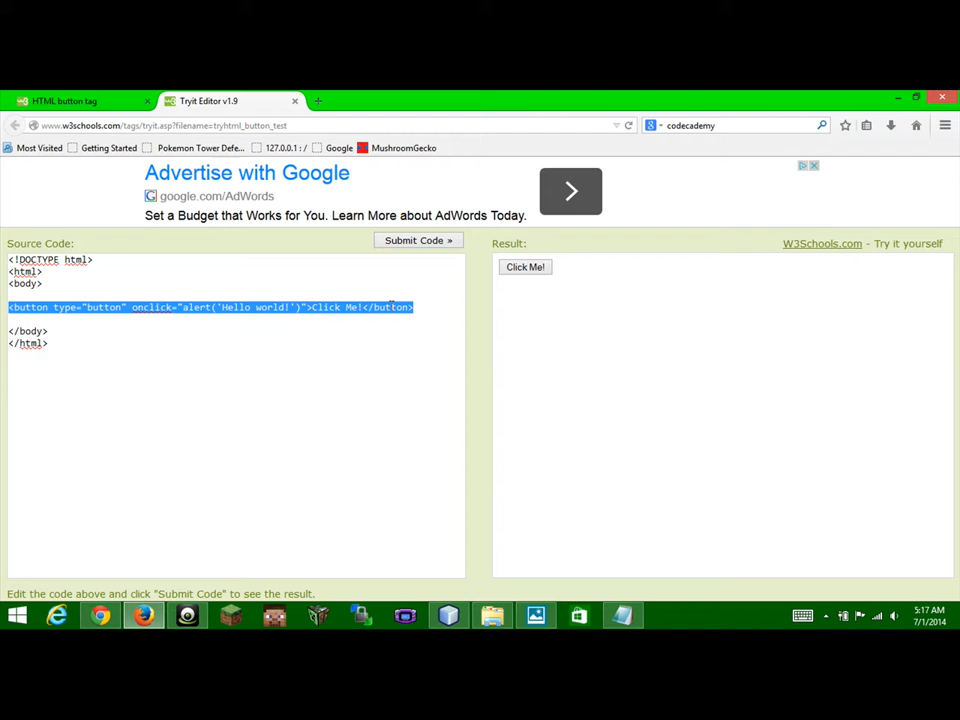 HTML button tag
Tryit Editor v1.9
www.w3schools.com/tags/tryit.asp?filename=tryhtml_button_test
codecademy
Most Visited
Getting Started
Pokemon Tower Defe...
127.0.0.1 : /
Google
MushroomGecko
Advertise with Google
google.com/AdWords
Set a Budget that Works for You. Learn More about AdWords Today.
Source Code:
Submit Code »
Result:
W3Schools.com - Try it yourself
<!DOCTYPE html>
<html>
<body>
<button type="button" onclick="alert('Hello world!')">Click Me!</button>
</body>
</html>
Click Me!
Edit the code above and click "Submit Code" to see the result.
5:17 AM
7/1/2014